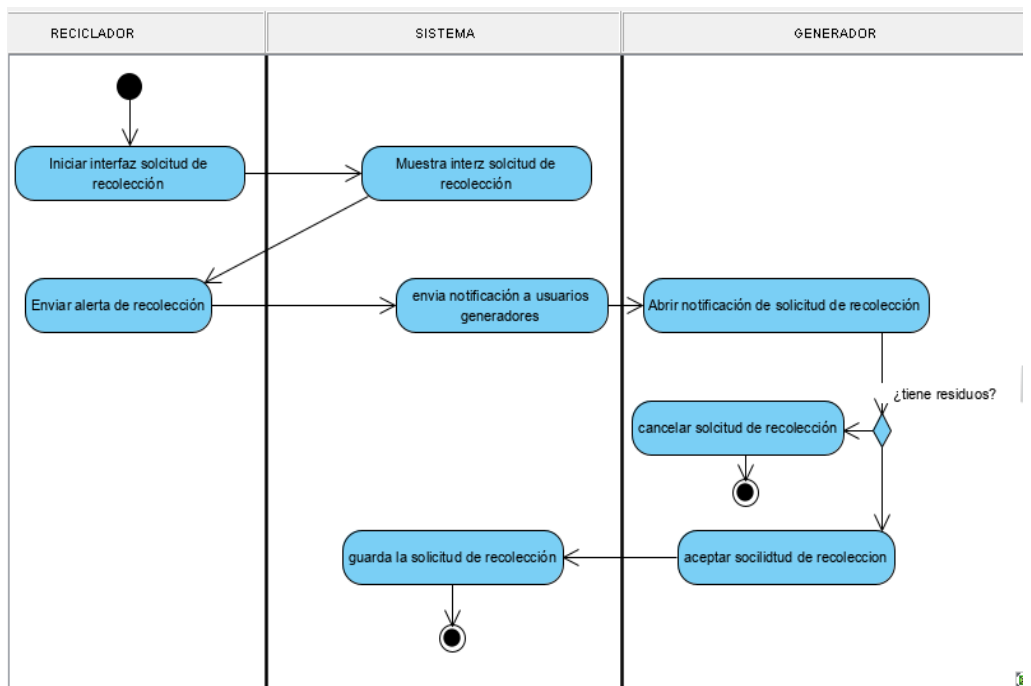 RECICLADOR
SISTEMA
GENERADOR
Iniciar interfaz solcitud de
recolección
Muestra interz solcitud de
recolección
Enviar alerta de recolección
envia notificación a usuarios
generadores
Abrir notificación de solicitud de recolección
¿tiene residuos?
cancelar solcitud de recolección
guarda la solicitud de recolección
aceptar socilidtud de recoleccion